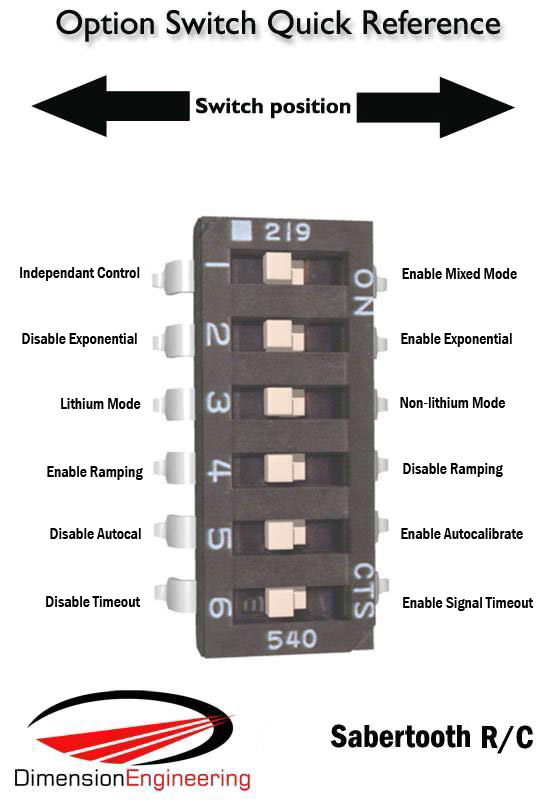 Option Switch Quick Reference
Switch position
219
Independant Control
1
ON
Enable Mixed Mode
Disable Exponential
2
Enable Exponential
Lithium Mode
3
Non-lithium Mode
Enable Ramping
4
Disable Ramping
Disable Autocal
5
Enable Autocalibrate
Disable Timeout
6
CTS
Enable Signal Timeout
540
DimensionEngineering
Sabertooth R/C